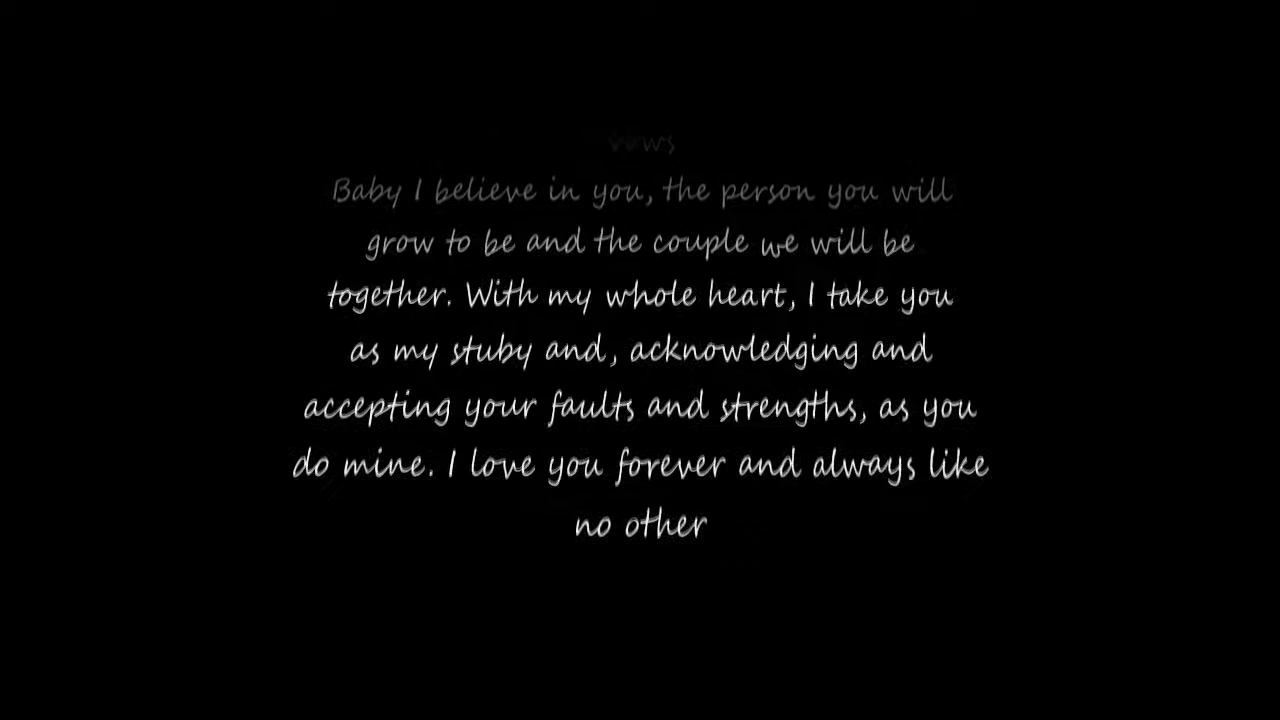 Baby I believe in you, the person you will
grow to be and the couple we will be
together. With my whole heart, I take you
as my stuby and, acknowledging and
accepting your faults and strengths, as you
do mine. I love you forever and always like
no other